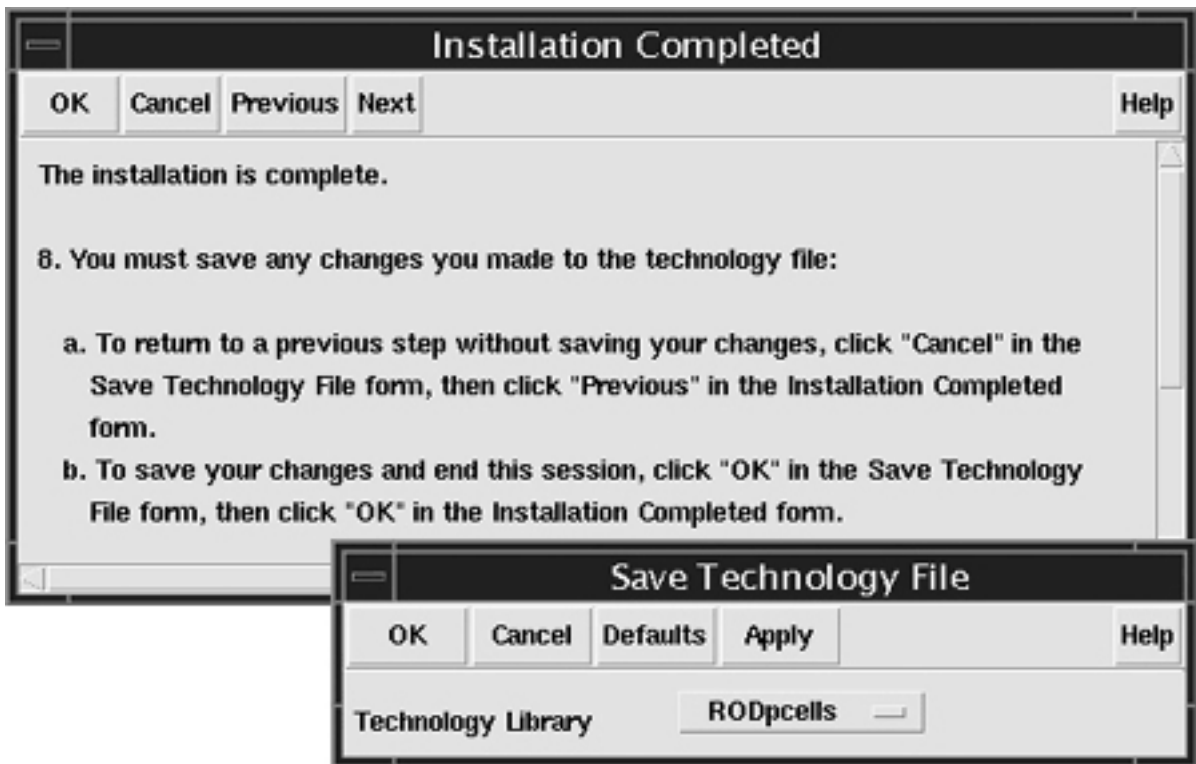 Installation Completed
OK Cancel Previous Next Help
The installation is complete.
8. You must save any changes you made to the technology file:
a. To return to a previous step without saving your changes, click "Cancel" in the
Save Technology File form, then click "Previous" in the Installation Completed
form.
b. To save your changes and end this session, click "OK" in the Save Technology
File form, then click "OK" in the Installation Completed form.
Save Technology File
OK Cancel Defaults Apply Help
Technology Library RODpcells